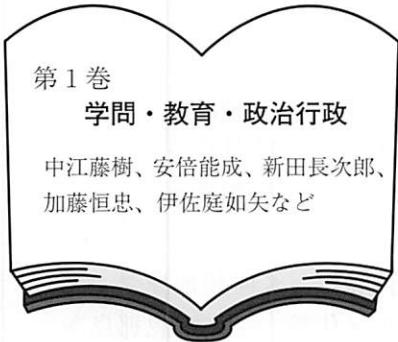 第１巻
学問・教育・政治行政
中江藤樹、安倍能成、新田長次郎、
加藤恒忠、伊佐庭如矢など